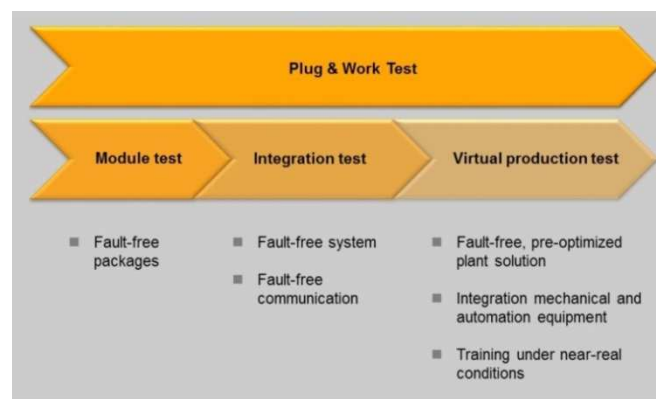 Plug & Work Test
Module test
Integration test
Virtual production test
Fault-free
packages
Fault-free system
Fault-free
communication
Fault-free, pre-optimized
plant solution
Integration mechanical and
automation equipment
Training under near-real
conditions